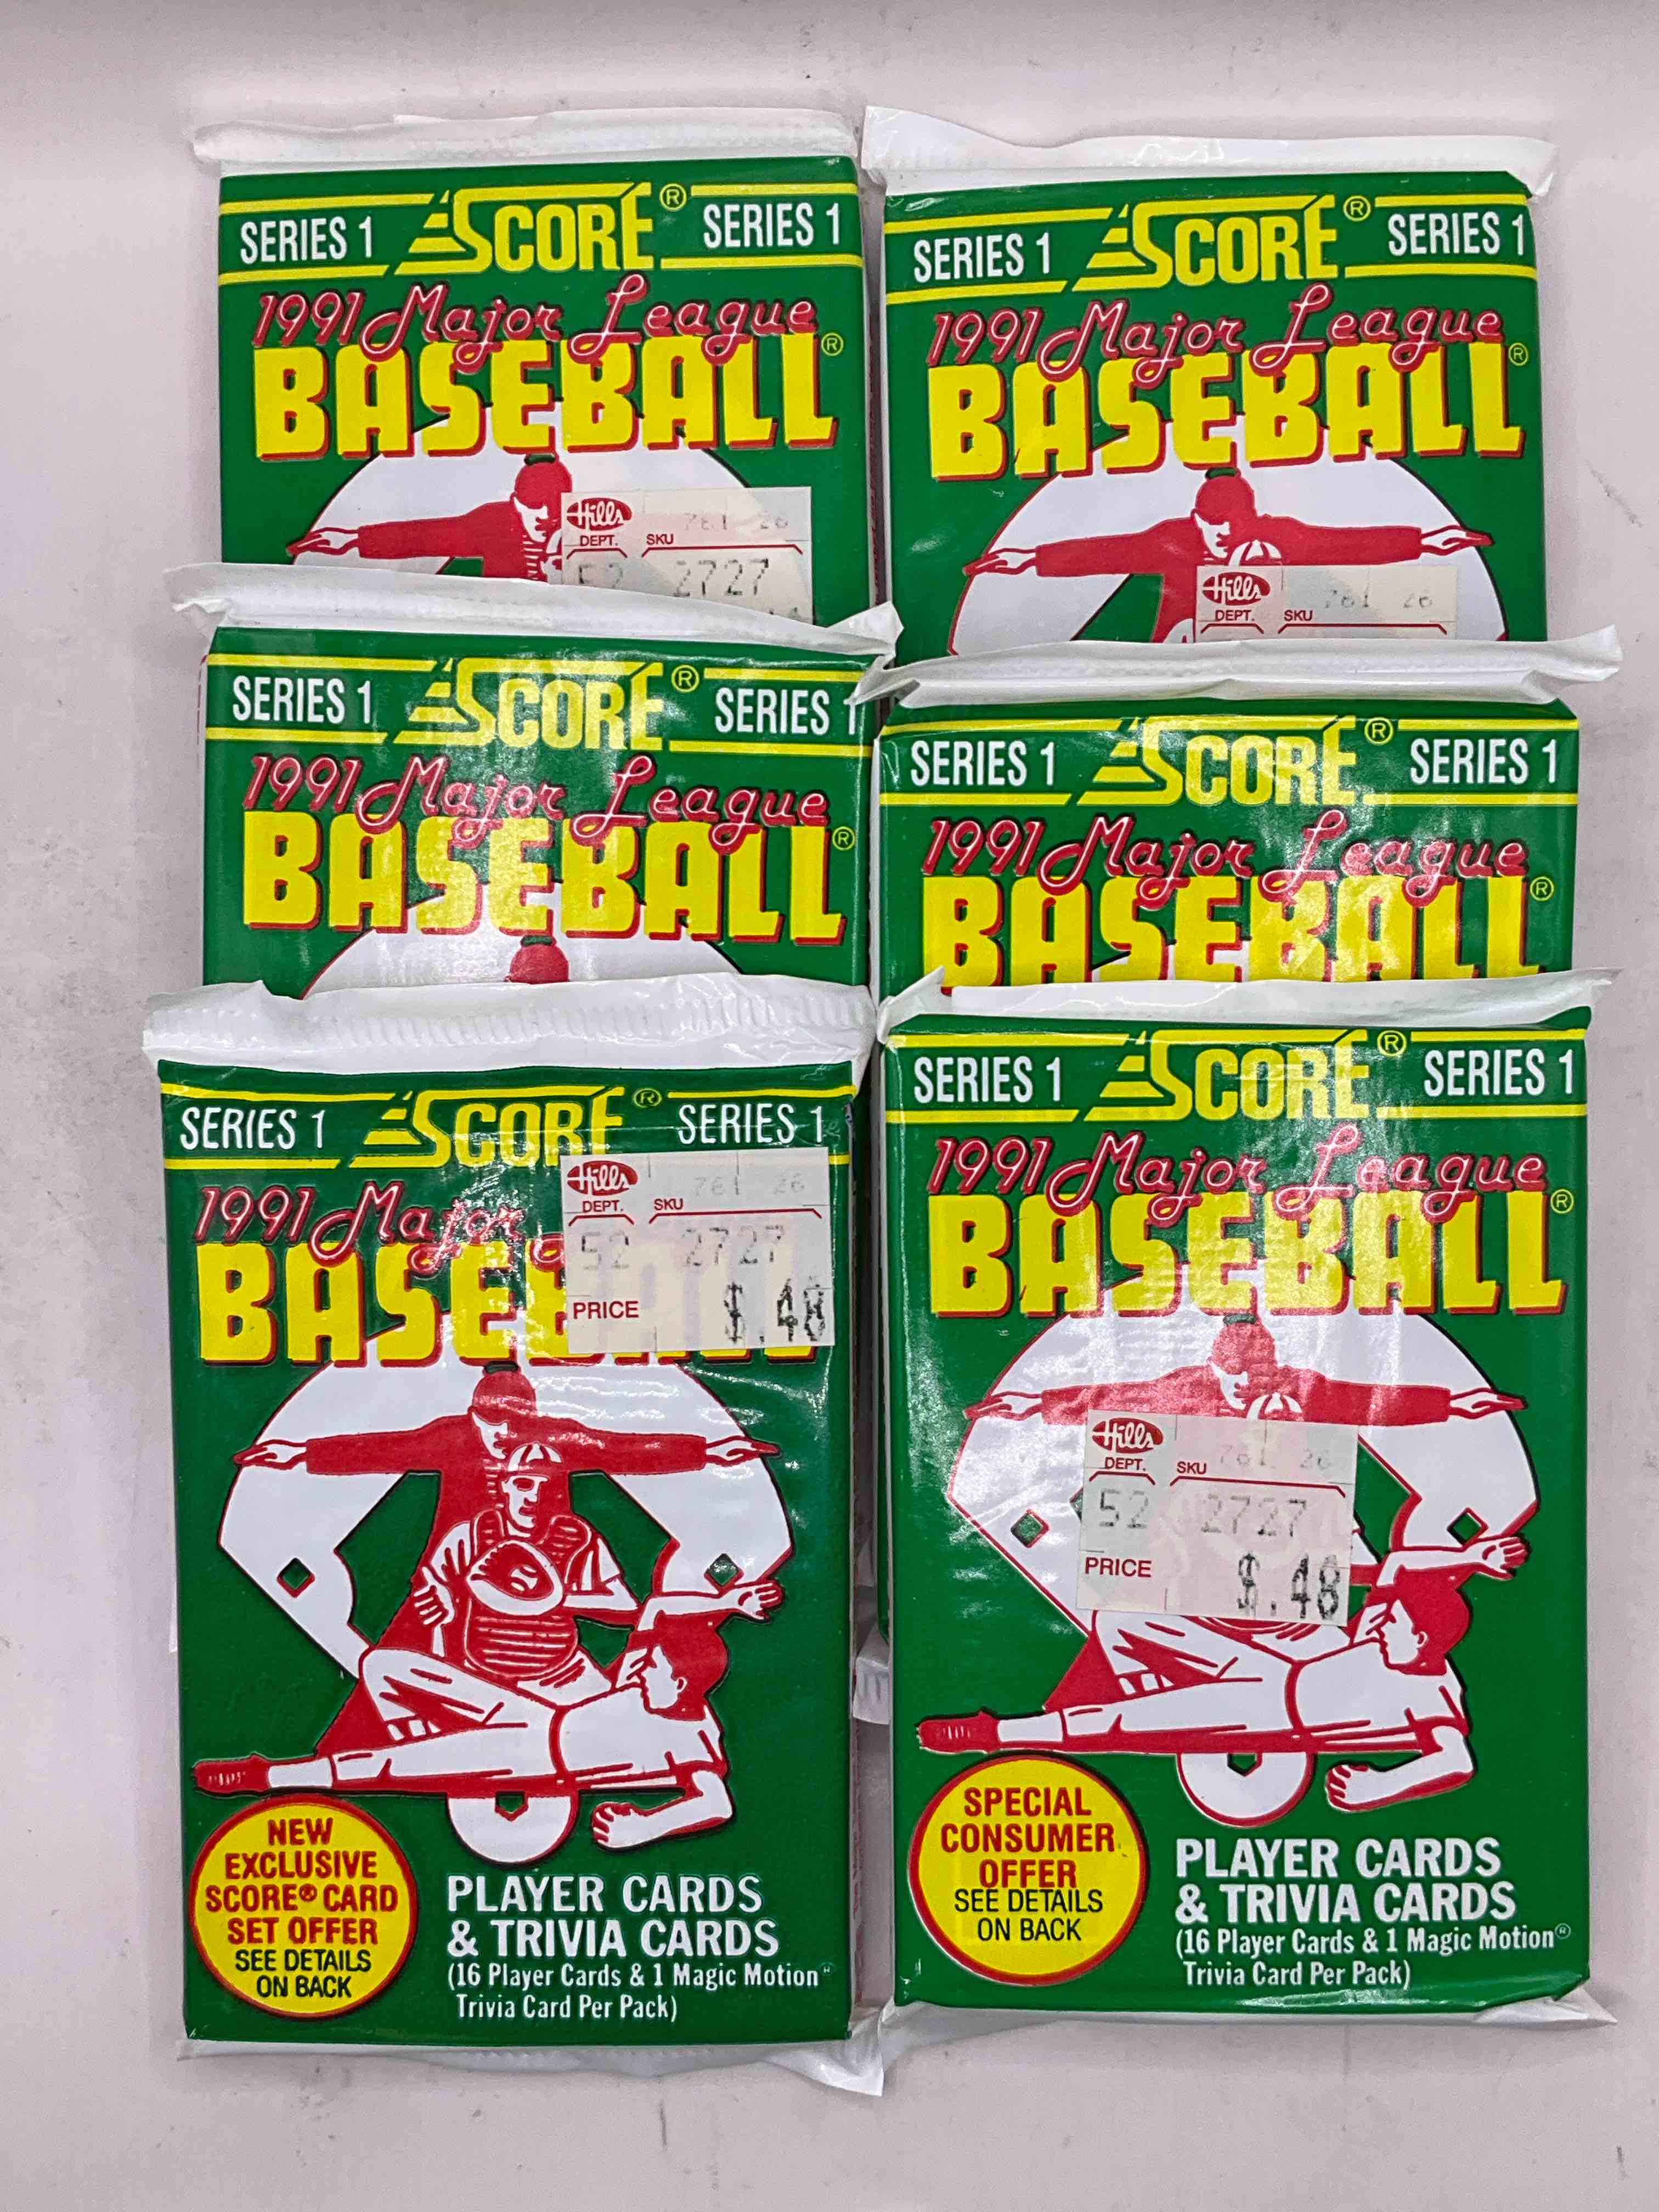 SERIES 1 SCORE® SERIES 1
1991 Major League
BASEBALL®
Hills 761 26
DEPT. SKU
52 2727
SERIES 1 SCORE® SERIES 1
1991 Major League
BASEBALL®
Hills 761 26
DEPT. SKU
SERIES 1 SCORE® SERIES 1
1991 Major League
BASEBALL®
SERIES 1 SCORE® SERIES 1
1991 Major League
BASEBALL®
SERIES 1 SCORE® SERIES 1
1991 Major
BASEBALL
Hills 761 26
DEPT. SKU
52 2727
PRICE $.48
NEW
EXCLUSIVE
SCORE® CARD
SET OFFER
SEE DETAILS
ON BACK
PLAYER CARDS
& TRIVIA CARDS
(16 Player Cards & 1 Magic Motion®
Trivia Card Per Pack)
SERIES 1 SCORE® SERIES 1
1991 Major League
BASEBALL®
Hills 761 26
DEPT. SKU
52 2727
PRICE $.48
SPECIAL
CONSUMER
OFFER
SEE DETAILS
ON BACK
PLAYER CARDS
& TRIVIA CARDS
(16 Player Cards & 1 Magic Motion®
Trivia Card Per Pack)